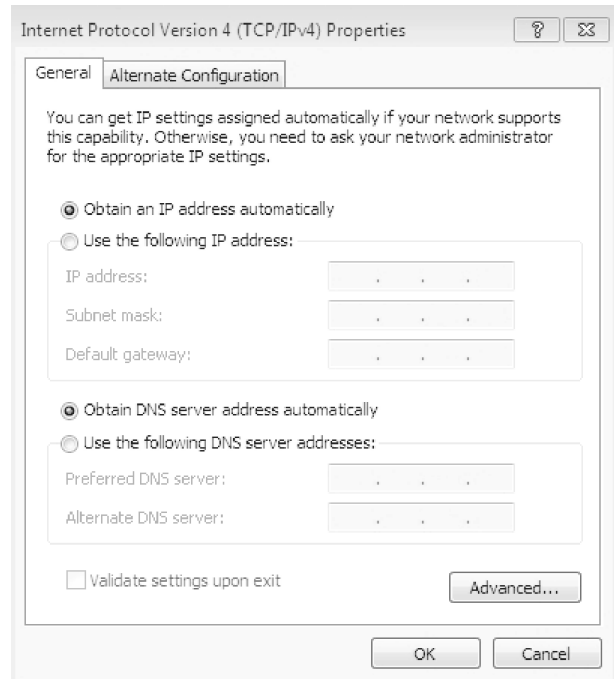 Internet Protocol Version 4 (TCP/IPv4) Properties
General
Alternate Configuration
You can get IP settings assigned automatically if your network supports
this capability. Otherwise, you need to ask your network administrator
for the appropriate IP settings.
Obtain an IP address automatically
Use the following IP address:
IP address:
Subnet mask:
Default gateway:
Obtain DNS server address automatically
Use the following DNS server addresses:
Preferred DNS server:
Alternate DNS server:
Validate settings upon exit
Advanced...
OK
Cancel